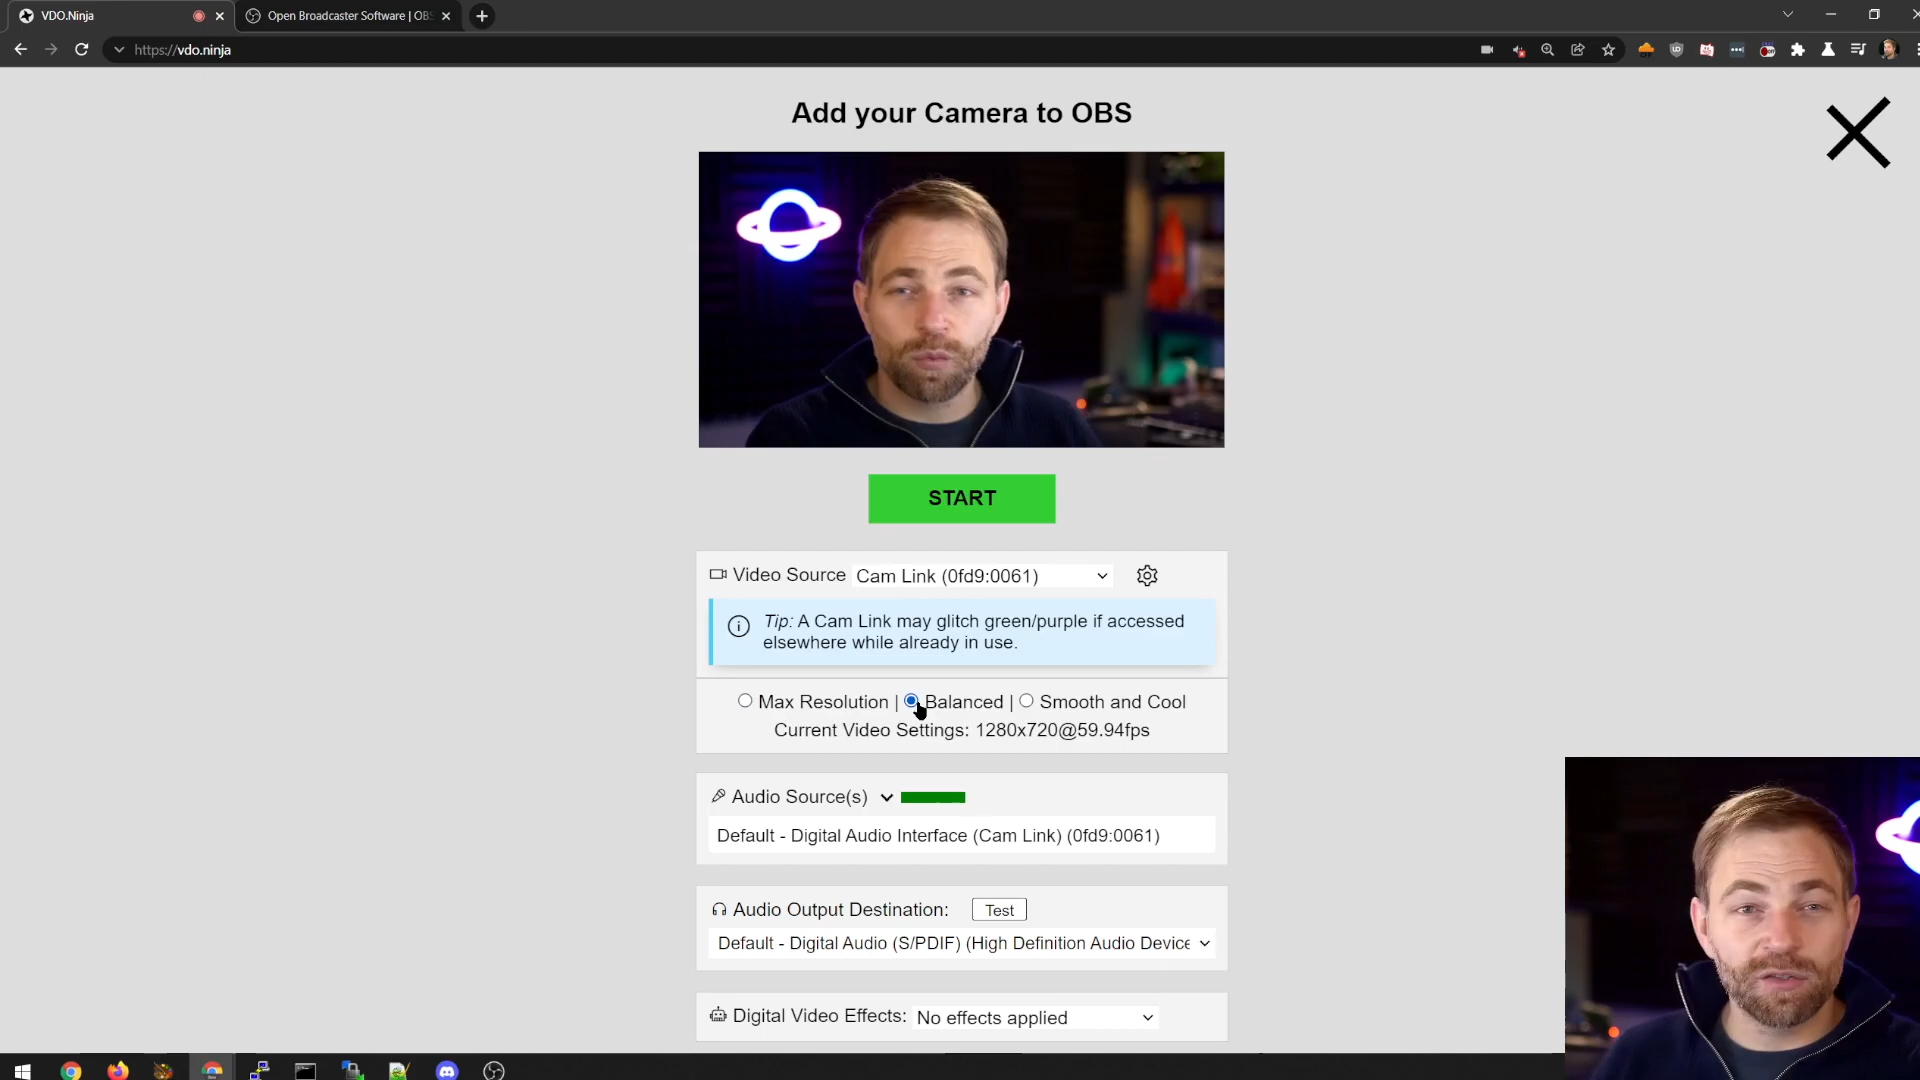 VDO.Ninja
Open Broadcaster Software | OBS
https://vdo.ninja
Add your Camera to OBS
START
Video Source Cam Link (0fd9:0061)
Tip: A Cam Link may glitch green/purple if accessed
elsewhere while already in use.
Max Resolution | Balanced | Smooth and Cool
Current Video Settings: 1280x720@59.94fps
Audio Source(s)
Default - Digital Audio Interface (Cam Link) (0fd9:0061)
Audio Output Destination: Test
Default - Digital Audio (S/PDIF) (High Definition Audio Device
Digital Video Effects: No effects applied